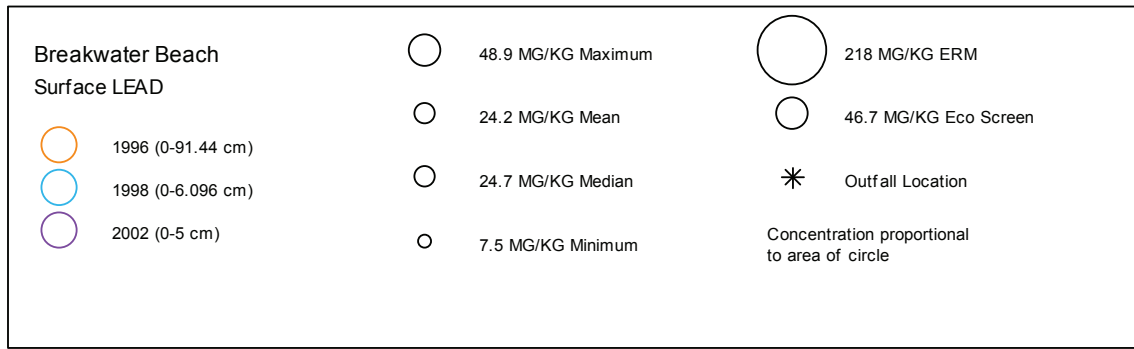 Breakwater Beach
Surface LEAD
1996 (0-91.44 cm)
1998 (0-6.096 cm)
2002 (0-5 cm)
48.9 MG/KG Maximum
24.2 MG/KG Mean
24.7 MG/KG Median
7.5 MG/KG Minimum
218 MG/KG ERM
46.7 MG/KG Eco Screen
Outfall Location
Concentration proportional
to area of circle